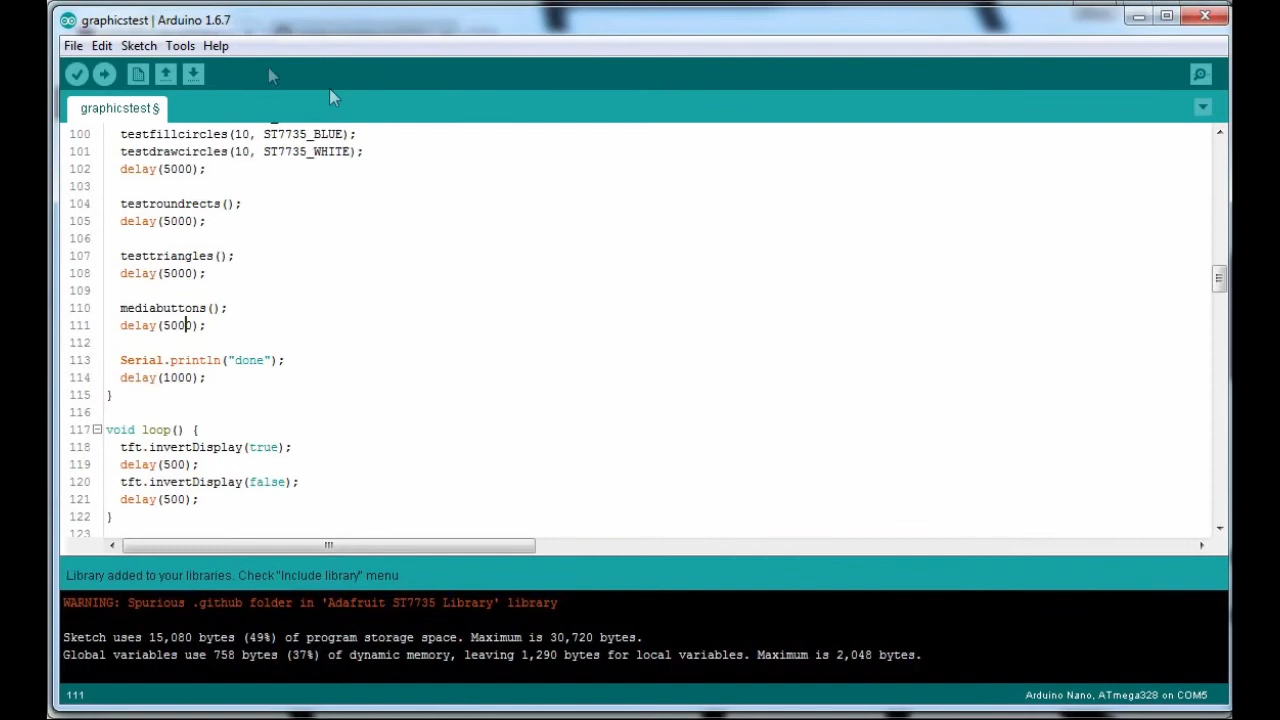 graphicstest | Arduino 1.6.7
File Edit Sketch Tools Help
graphicstest §
100 testfillcircles(10, ST7735_BLUE);
101 testdrawcircles(10, ST7735_WHITE);
102 delay(5000);
103
104 testroundrects();
105 delay(5000);
106
107 testtriangles();
108 delay(5000);
109
110 mediabuttons();
111 delay(5000);
112
113 Serial.println("done");
114 delay(1000);
115 }
116
117 void loop() {
118 tft.invertDisplay(true);
119 delay(500);
120 tft.invertDisplay(false);
121 delay(500);
122 }
123
Library added to your libraries. Check "Include library" menu
WARNING: Spurious .github folder in 'Adafruit ST7735 Library' library
Sketch uses 15,080 bytes (49%) of program storage space. Maximum is 30,720 bytes.
Global variables use 758 bytes (37%) of dynamic memory, leaving 1,290 bytes for local variables. Maximum is 2,048 bytes.
111 Arduino Nano, ATmega328 on COM5